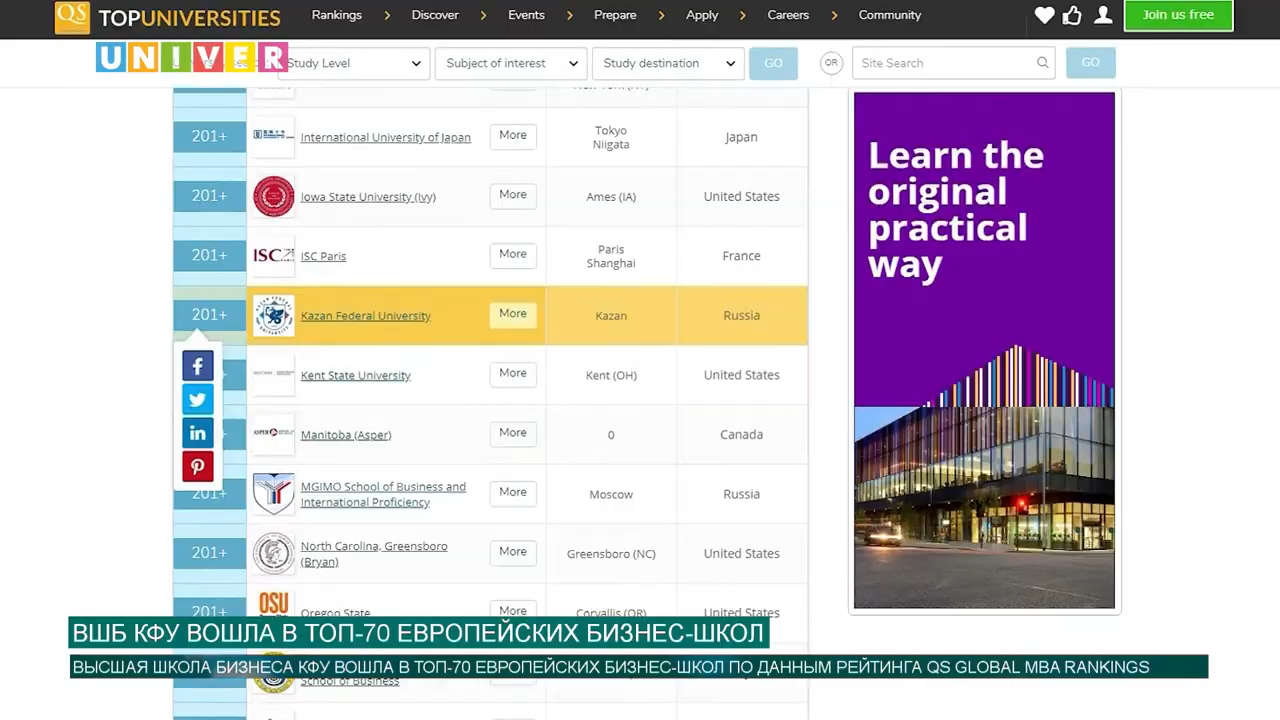 QS TOPUNIVERSITIES
Rankings
Discover
Events
Prepare
Apply
Careers
Community
Join us free
UNIVER
Study Level
Subject of interest
Study destination
GO
OR
Site Search
GO
201+
International University of Japan
More
Tokyo
Niigata
Japan
201+
Iowa State University (Ivy)
More
Ames (IA)
United States
201+
ISC
ISC Paris
More
Paris
Shanghai
France
201+
Kazan Federal University
More
Kazan
Russia
Kent State University
More
Kent (OH)
United States
ASPER
Manitoba (Asper)
More
0
Canada
201+
MGIMO School of Business and
International Proficiency
More
Moscow
Russia
201+
North Carolina, Greensboro
(Bryan)
More
Greensboro (NC)
United States
201+
OSU
Oregon State
More
Corvallis (OR)
United States
School of Business
Learn the
original
practical
way
ВШБ КФУ ВОШЛА В ТОП-70 ЕВРОПЕЙСКИХ БИЗНЕС-ШКОЛ
ВЫСШАЯ ШКОЛА БИЗНЕСА КФУ ВОШЛА В ТОП-70 ЕВРОПЕЙСКИХ БИЗНЕС-ШКОЛ ПО ДАННЫМ РЕЙТИНГА QS GLOBAL MBA RANKINGS